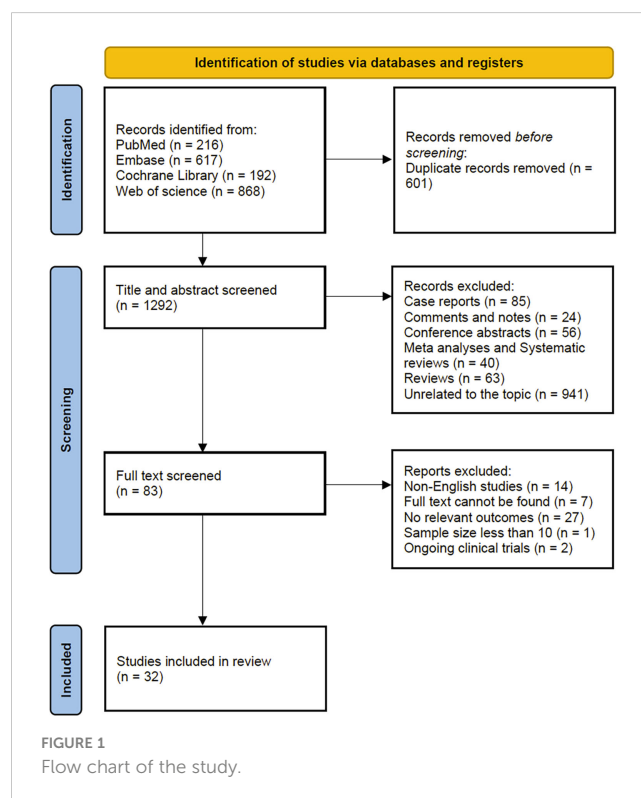 Identification of studies via databases and registers
Identification
Records identified from:
PubMed (n = 216)
Embase (n = 617)
Cochrane Library (n = 192)
Web of science (n = 868)
Records removed before
screening:
Duplicate records removed (n =
601)
Screening
Title and abstract screened
(n = 1292)
Records excluded:
Case reports (n = 85)
Comments and notes (n = 24)
Conference abstracts (n = 56)
Meta analyses and Systematic
reviews (n = 40)
Reviews (n = 63)
Unrelated to the topic (n = 941)
Full text screened
(n = 83)
Reports excluded:
Non-English studies (n = 14)
Full text cannot be found (n = 7)
No relevant outcomes (n = 27)
Sample size less than 10 (n = 1)
Ongoing clinical trials (n = 2)
Included
Studies included in review
(n = 32)
FIGURE 1
Flow chart of the study.